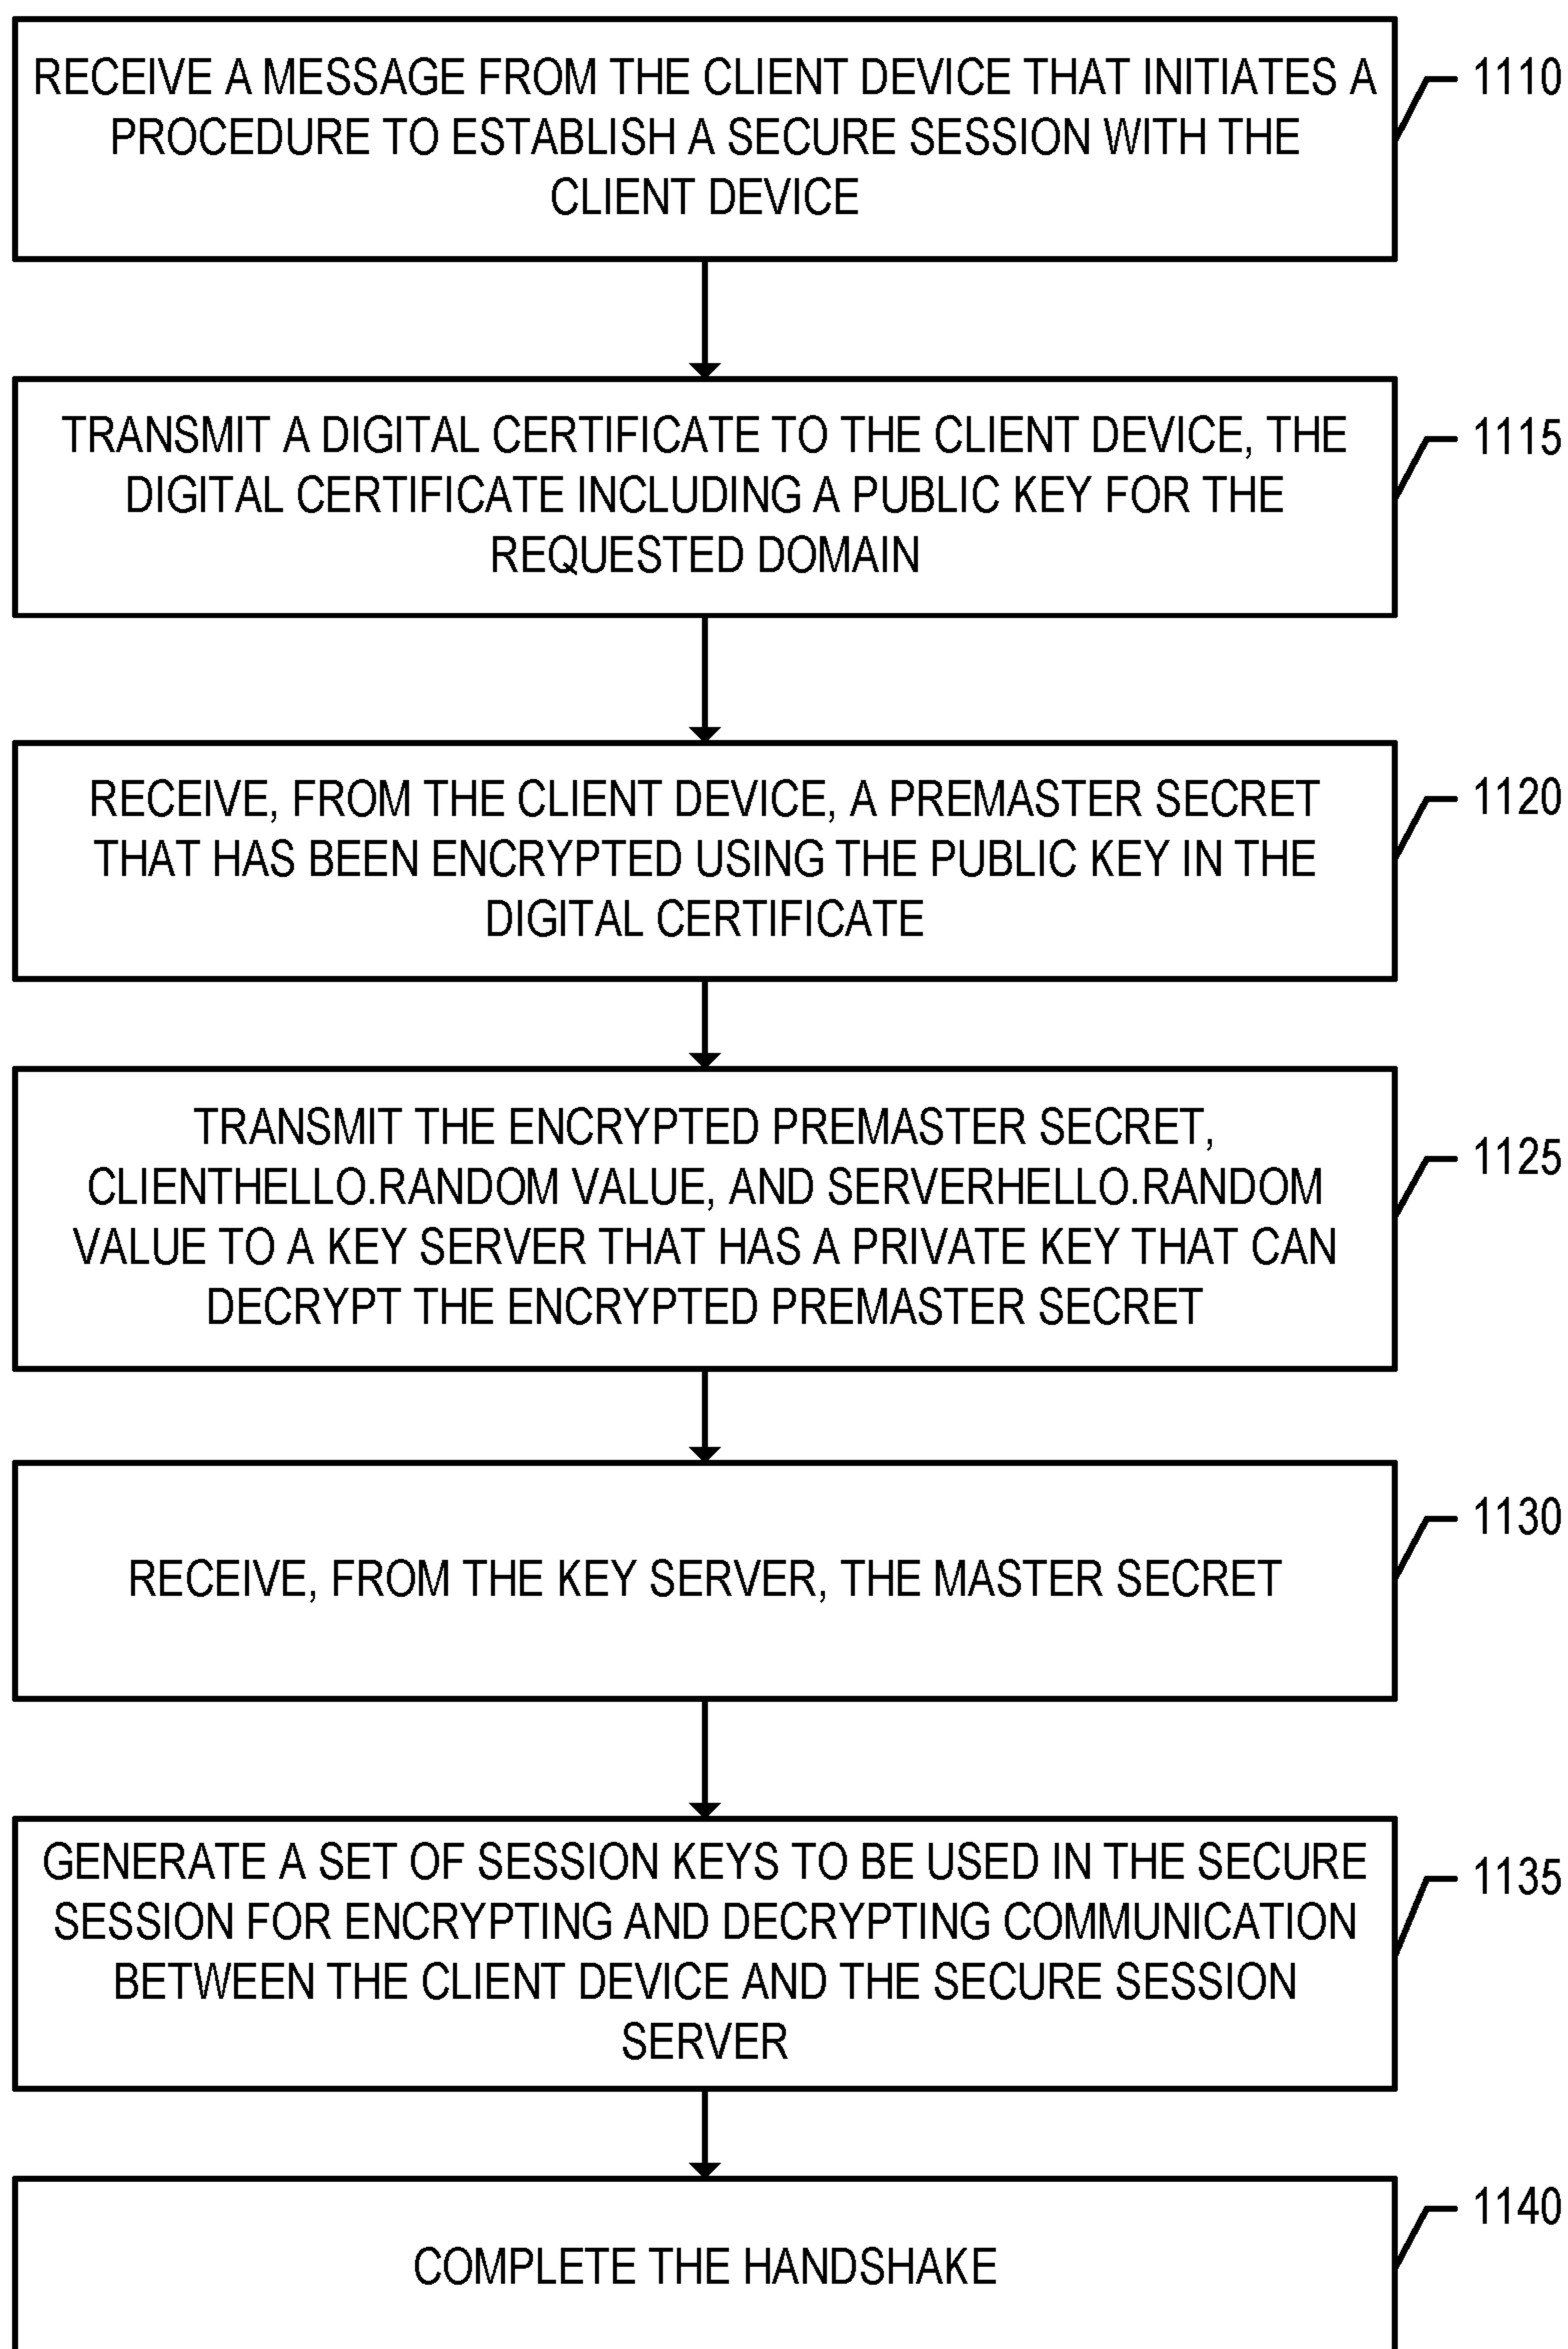 RECEIVE A MESSAGE FROM THE CLIENT DEVICE THAT INITIATES A
PROCEDURE TO ESTABLISH A SECURE SESSION WITH THE
CLIENT DEVICE
1110
TRANSMIT A DIGITAL CERTIFICATE TO THE CLIENT DEVICE, THE
DIGITAL CERTIFICATE INCLUDING A PUBLIC KEY FOR THE
REQUESTED DOMAIN
1115
RECEIVE, FROM THE CLIENT DEVICE, A PREMASTER SECRET
THAT HAS BEEN ENCRYPTED USING THE PUBLIC KEY IN THE
DIGITAL CERTIFICATE
1120
TRANSMIT THE ENCRYPTED PREMASTER SECRET,
CLIENTHELLO.RANDOM VALUE, AND SERVERHELLO.RANDOM
VALUE TO A KEY SERVER THAT HAS A PRIVATE KEY THAT CAN
DECRYPT THE ENCRYPTED PREMASTER SECRET
1125
RECEIVE, FROM THE KEY SERVER, THE MASTER SECRET
1130
GENERATE A SET OF SESSION KEYS TO BE USED IN THE SECURE
SESSION FOR ENCRYPTING AND DECRYPTING COMMUNICATION
BETWEEN THE CLIENT DEVICE AND THE SECURE SESSION
SERVER
1135
COMPLETE THE HANDSHAKE
1140